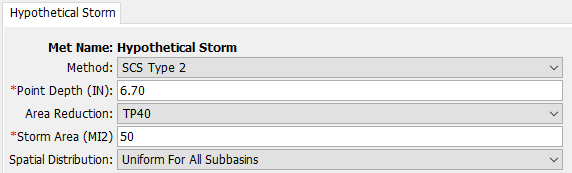 Hypothetical Storm
Met Name: Hypothetical Storm
Method: SCS Type 2
*Point Depth (IN): 6.70
Area Reduction: TP40
*Storm Area (MI2) 50
Spatial Distribution: Uniform For All Subbasins